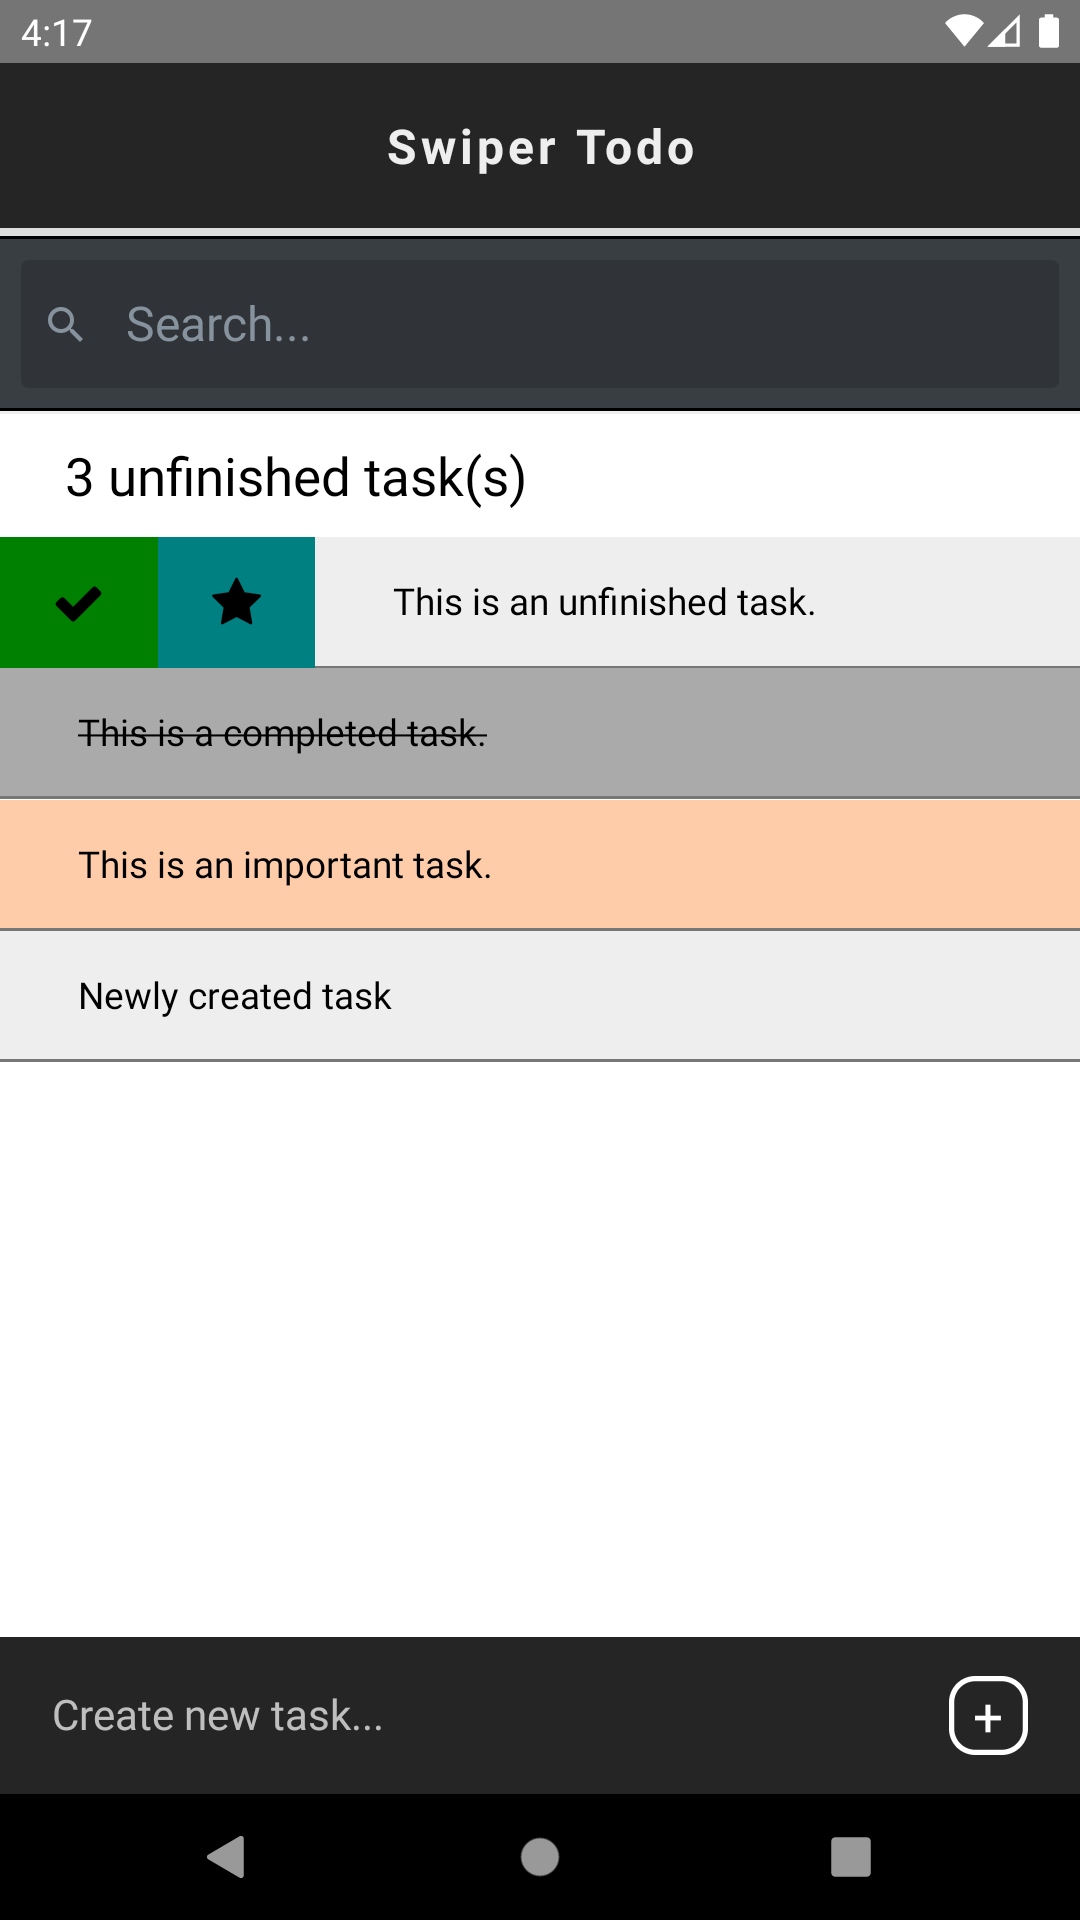 4:17
Swiper Todo
Search...
3 unfinished task(s)
This is an unfinished task.
This is a completed task.
This is an important task.
Newly created task
Create new task...
+